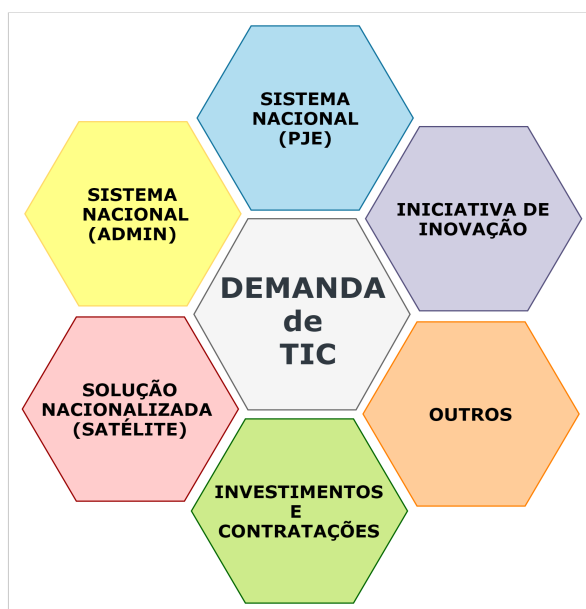 SISTEMA
NACIONAL
(PJE)
SISTEMA
NACIONAL
(ADMIN)
INICIATIVA DE
INOVAÇÃO
DEMANDA
de
TIC
SOLUÇÃO
NACIONALIZADA
(SATÉLITE)
OUTROS
INVESTIMENTOS
E
CONTRATAÇÕES